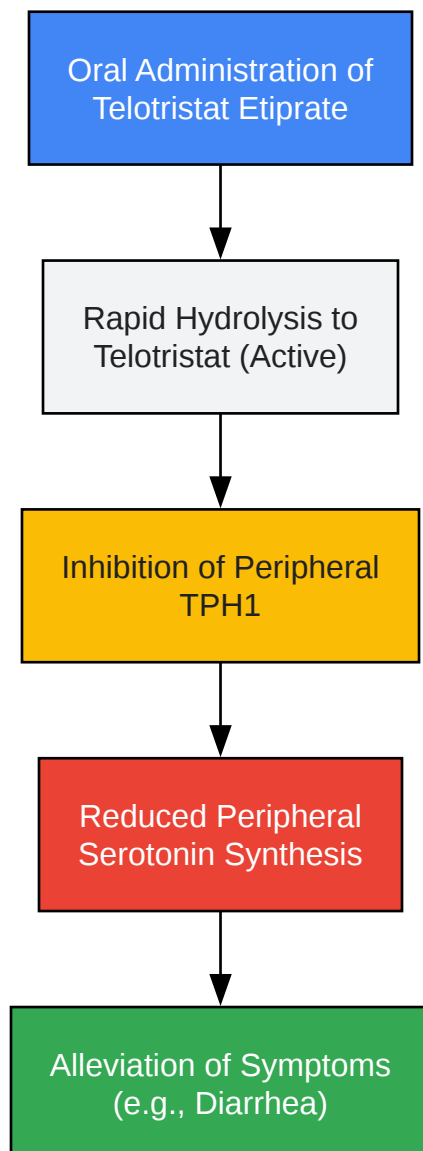 Oral Administration of
Telotristat Etiprate
Rapid Hydrolysis to
Telotristat (Active)
Inhibition of Peripheral
TPH1
Reduced Peripheral
Serotonin Synthesis
Alleviation of Symptoms
(e.g., Diarrhea)